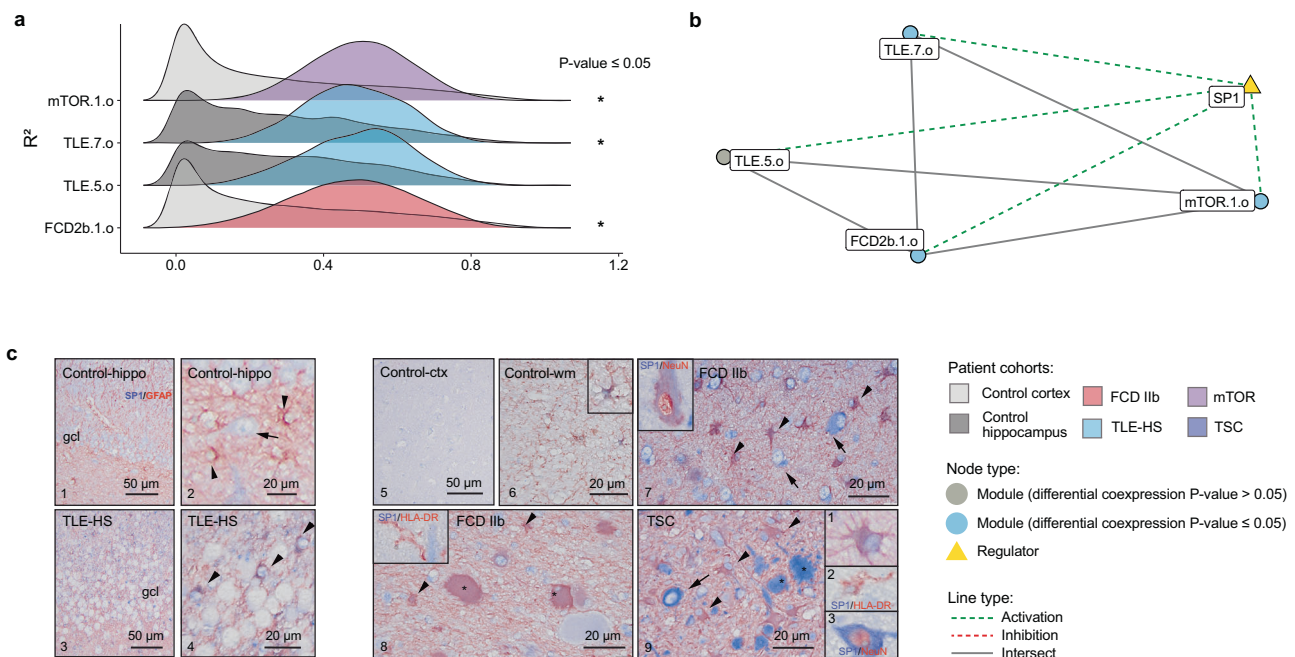 a
P-value ≤ 0.05
R²
mTOR.1.o
*
TLE.7.o
*
TLE.5.o
FCD2b.1.o
*
0.0
0.4
0.8
1.2
b
TLE.7.o
SP1
TLE.5.o
mTOR.1.o
FCD2b.1.o
c
Control-hippo
SP1/GFAP
gcl
50 µm
1
Control-hippo
20 µm
2
Control-ctx
50 µm
5
Control-wm
20 µm
6
SP1/NeuN
FCD IIb
20 µm
7
TLE-HS
gcl
50 µm
3
TLE-HS
20 µm
4
SP1/HLA-DR
FCD IIb
*
*
20 µm
8
TSC
*
*
20 µm
9
1
2
SP1/HLA-DR
3
SP1/NeuN
Patient cohorts:
Control cortex
FCD IIb
mTOR
Control
hippocampus
TLE-HS
TSC
Node type:
Module (differential coexpression P-value > 0.05)
Module (differential coexpression P-value ≤ 0.05)
Regulator
Line type:
Activation
Inhibition
Intersect